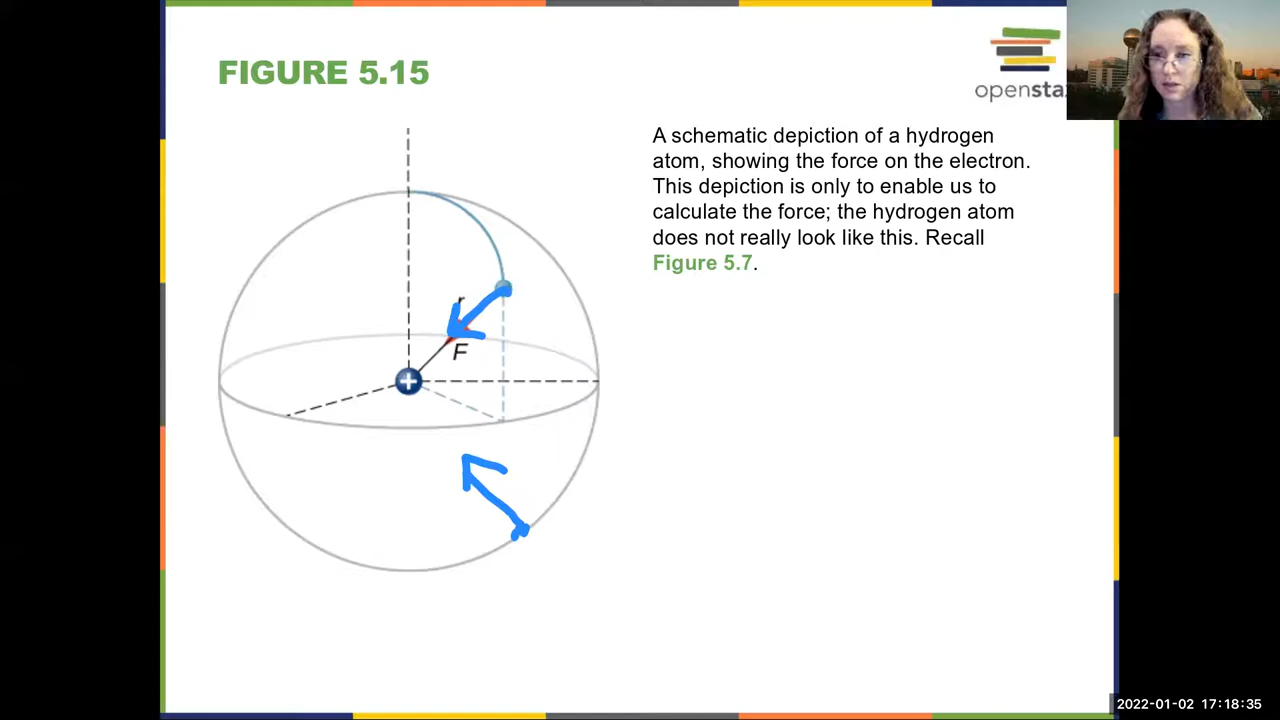 FIGURE 5.15
A schematic depiction of a hydrogen
atom, showing the force on the electron.
This depiction is only to enable us to
calculate the force; the hydrogen atom
does not really look like this. Recall
Figure 5.7.
r
F
+
2022-01-02 17:18:35